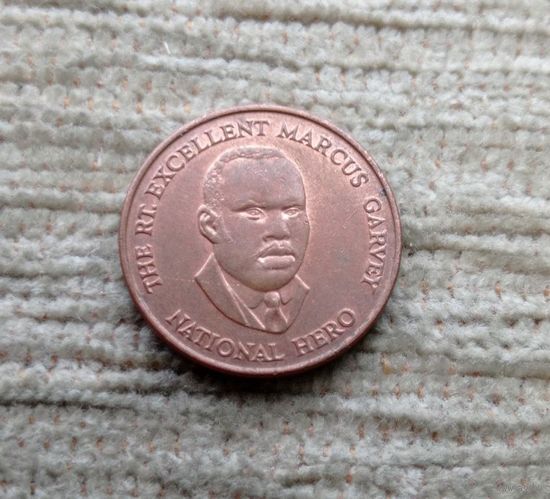 THE RT. EXCELLENT MARCUS GARVEY
NATIONAL HERO